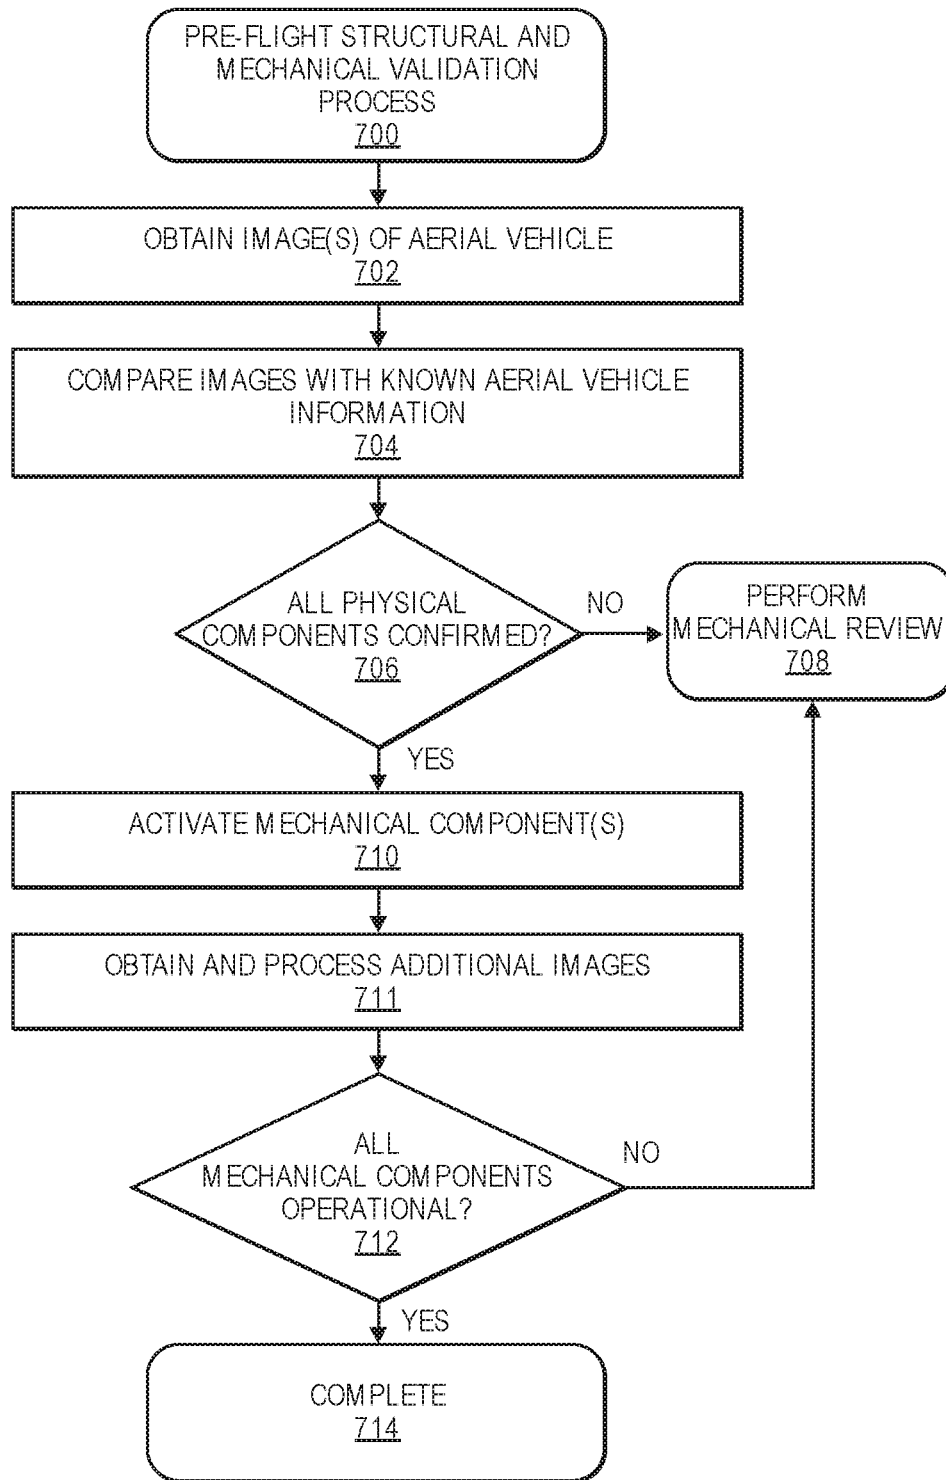 PRE-FLIGHT STRUCTURAL AND
MECHANICAL VALIDATION
PROCESS
700
OBTAIN IMAGE(S) OF AERIAL VEHICLE
702
COMPARE IMAGES WITH KNOWN AERIAL VEHICLE
INFORMATION
704
ALL PHYSICAL
COMPONENTS CONFIRMED?
706
NO
PERFORM
MECHANICAL REVIEW
708
YES
ACTIVATE MECHANICAL COMPONENT(S)
710
OBTAIN AND PROCESS ADDITIONAL IMAGES
711
ALL
MECHANICAL COMPONENTS
OPERATIONAL?
712
NO
YES
COMPLETE
714